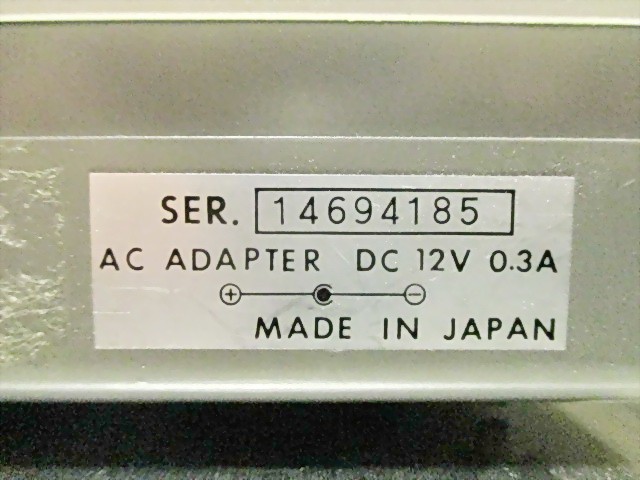 SER. 14694185
AC ADAPTER DC 12V 0.3A
MADE IN JAPAN